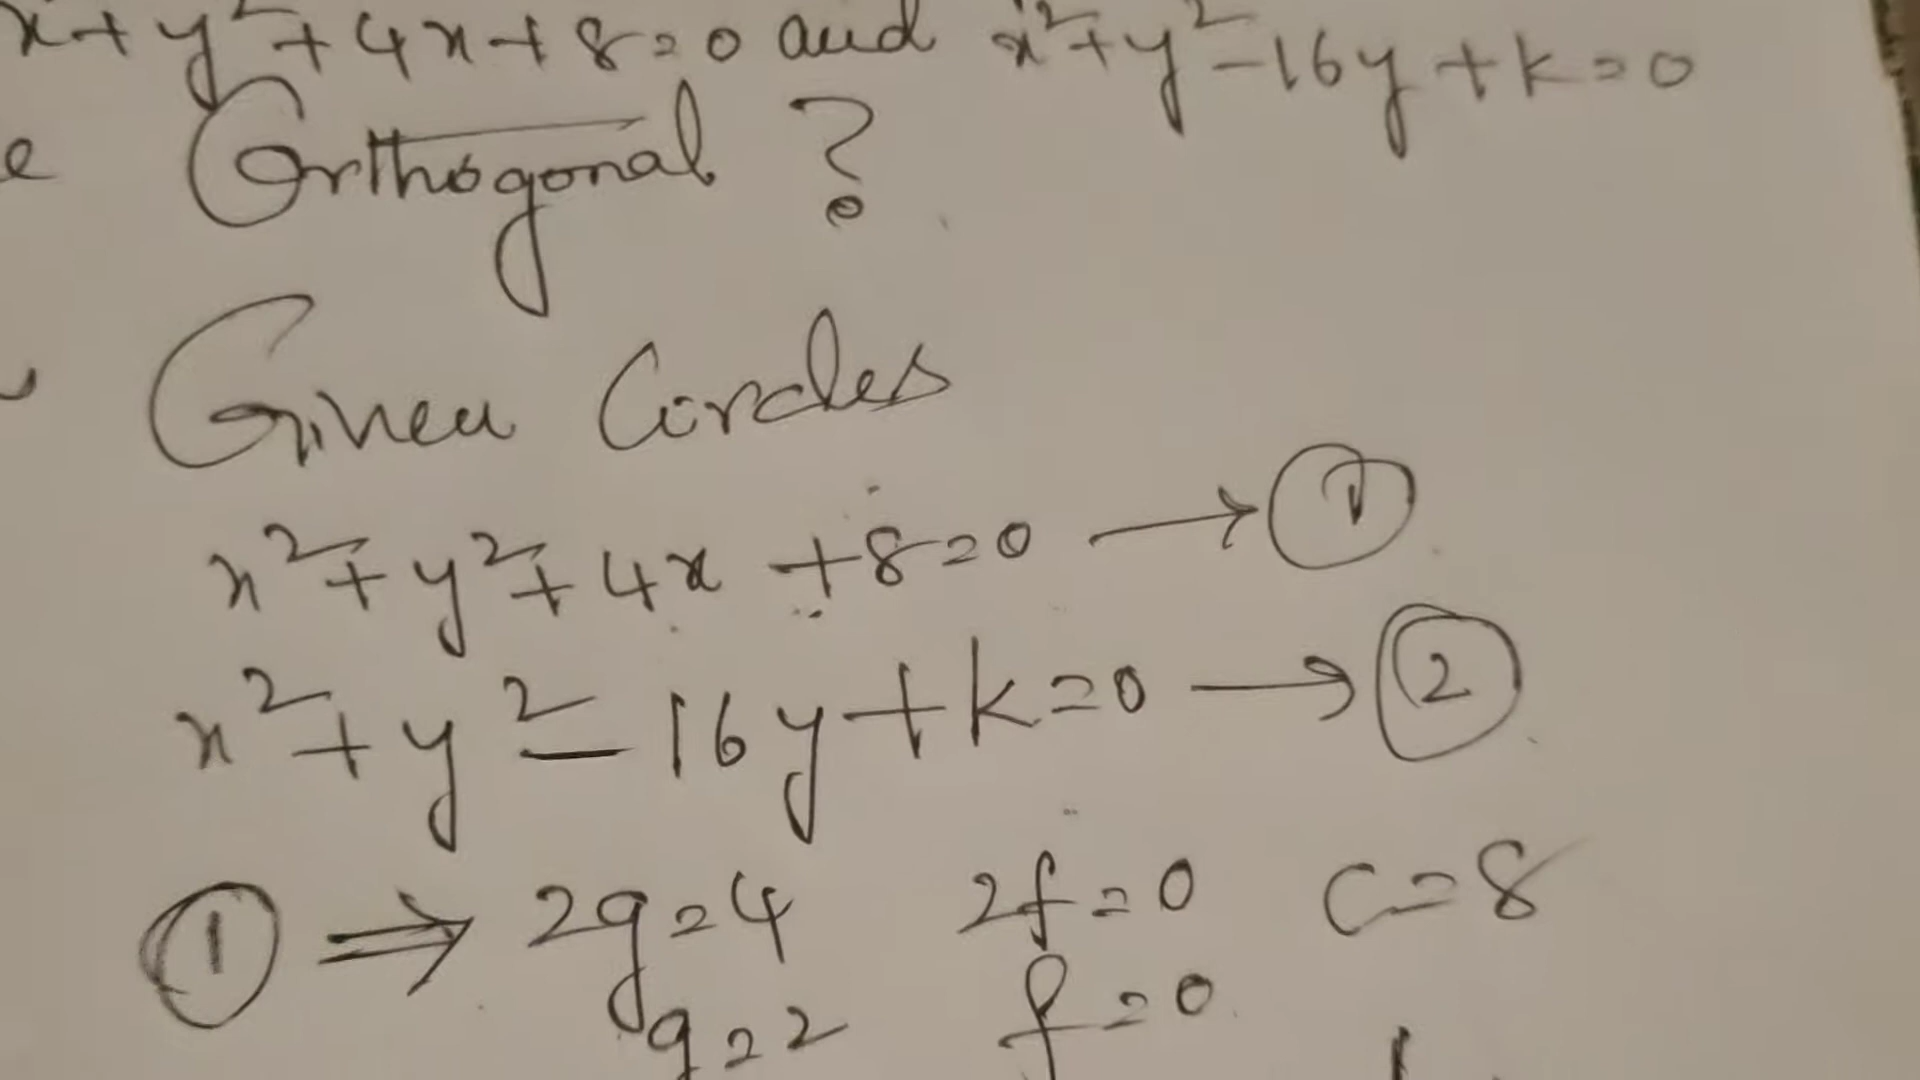 x+y²+4x+8=0 and x²+y²-16y+k=0
e Orthogonal ?
Given Circles
x²+y²+4x+8=0 → ①
x²+y²-16y+k=0 → ②
① ⇒ 2g=4 2f=0 c=8
g=2 f=0